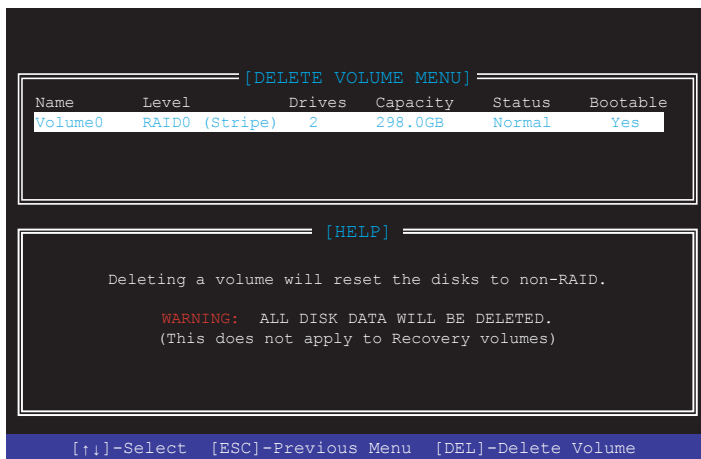 [DELETE VOLUME MENU]
Name Level Drives Capacity Status Bootable
Volume0 RAID0 (Stripe) 2 298.0GB Normal Yes
[HELP]
Deleting a volume will reset the disks to non-RAID.
WARNING: ALL DISK DATA WILL BE DELETED.
(This does not apply to Recovery volumes)
[↑↓]-Select [ESC]-Previous Menu [DEL]-Delete Volume